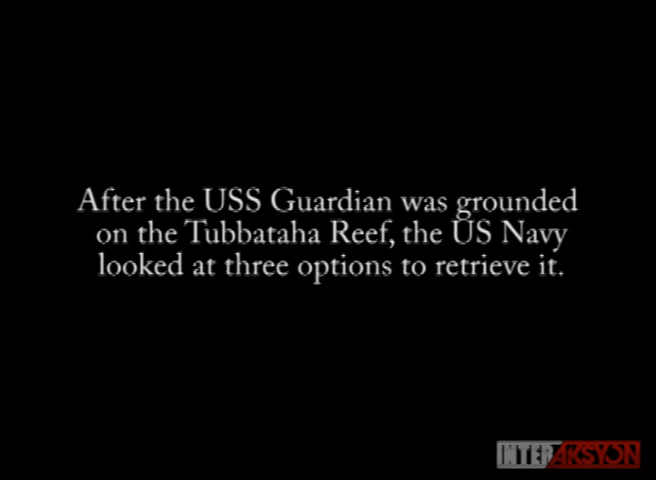 After the USS Guardian was grounded
on the Tubbataha Reef, the US Navy
looked at three options to retrieve it.
INTERAKSYON